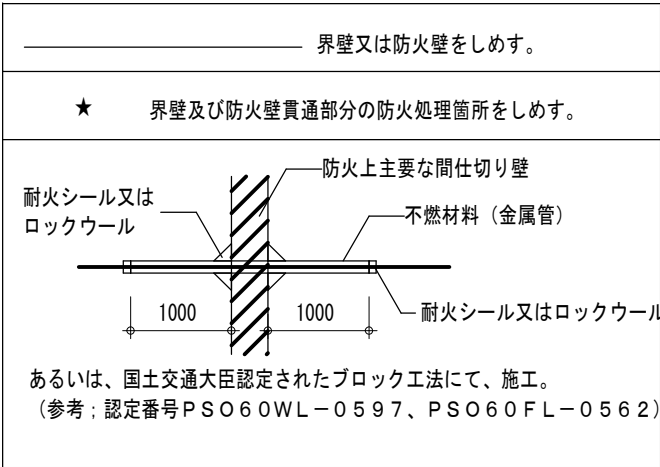 界壁又は防火壁をしめす。
★ 界壁及び防火壁貫通部分の防火処理箇所をしめす。
防火上主要な間仕切り壁
耐火シール又は
ロックウール
不燃材料（金属管）
1000
1000
耐火シール又はロックウール
あるいは、国土交通大臣認定されたブロック工法にて、施工。
（参考；認定番号ＰＳＯ６０ＷＬ－０５９７、ＰＳＯ６０ＦＬ－０５６２）